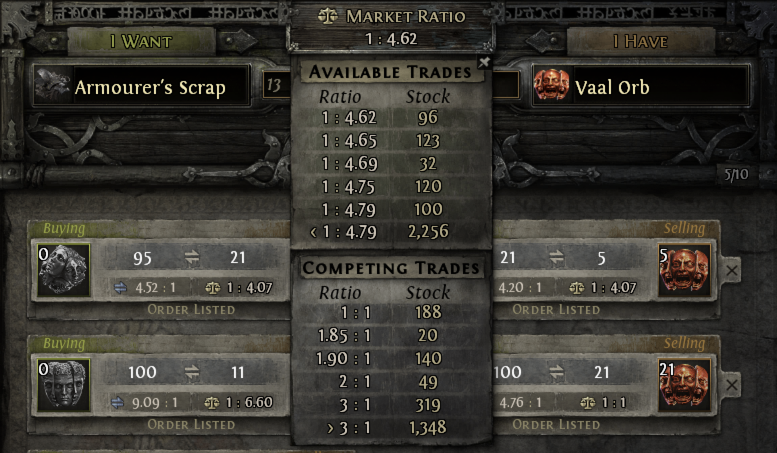 I Want
Market Ratio
I Have
1 : 4.62
Armourer's Scrap
13
Available Trades
Vaal Orb
Ratio Stock
1 : 4.62 96
1 : 4.65 123
1 : 4.69 32
1 : 4.75 120
1 : 4.79 100
< 1 : 4.79 2,256
5/10
Buying
Selling
0 95 21
21 5 5
4.52 : 1 1 : 4.07
4.20 : 1 1 : 4.07
Order Listed
Order Listed
Competing Trades
Ratio Stock
1 : 1 188
1.85 : 1 20
1.90 : 1 140
2 : 1 49
3 : 1 319
> 3 : 1 1,348
Buying
Selling
0 100 11
100 21 21
9.09 : 1 1 : 6.60
4.76 : 1 1 : 1
Order Listed
Order Listed